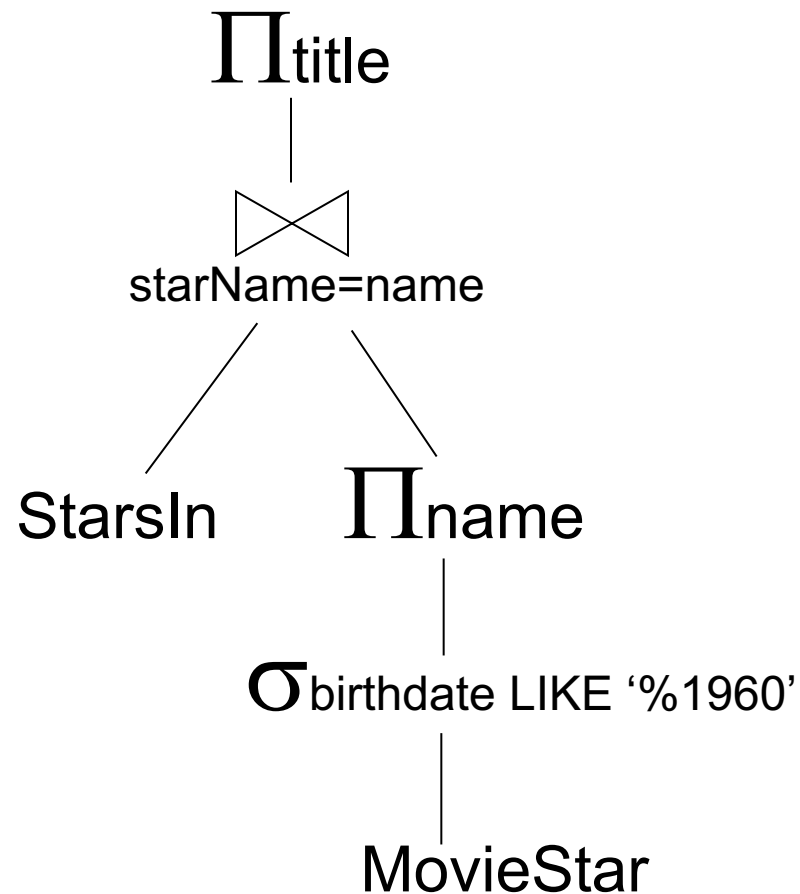 Πtitle
⋈
starName=name
StarsIn Πname
σbirthdate LIKE ‘%1960’
MovieStar